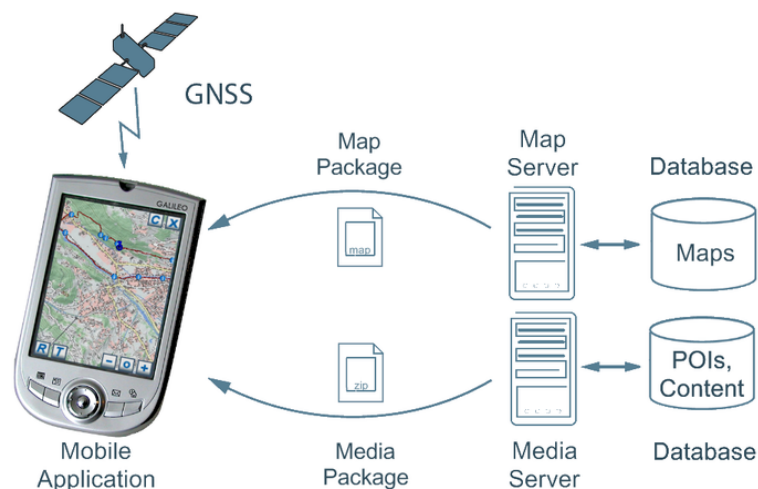 GNSS
Map
Package
Map
Server
Database
GALILEO
C X
map
Maps
R T
- o +
zip
POIs,
Content
Mobile
Application
Media
Package
Media
Server
Database